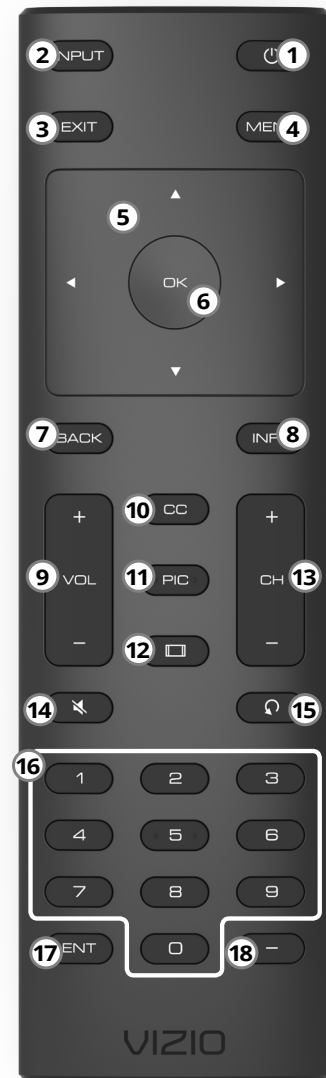 2 NPUT 1
3 EXIT MEN 4
5
OK
6
7 BACK INF 8
+ 10 CC +
9 VOL 11 PIC CH 13
− 12 −
14 15
16
1 2 3
4 5 6
7 8 9
17 ENT 0 18 −
VIZIO